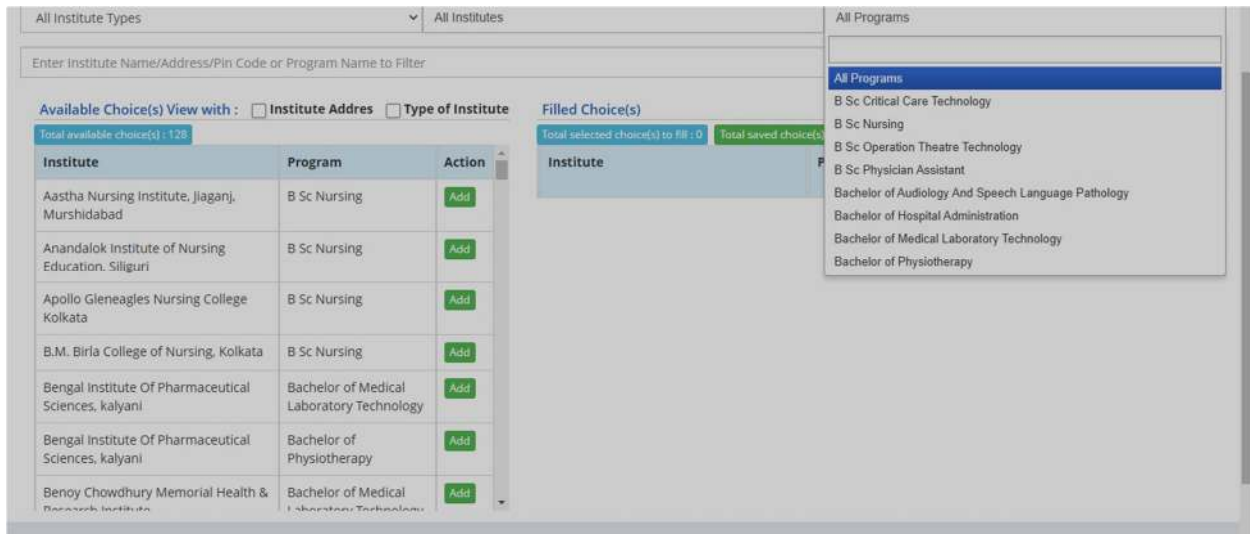 All Institute Types
All Institutes
All Programs
Enter Institute Name/Address/Pin Code or Program Name to Filter
All Programs
B Sc Critical Care Technology
B Sc Nursing
B Sc Operation Theatre Technology
B Sc Physician Assistant
Bachelor of Audiology And Speech Language Pathology
Bachelor of Hospital Administration
Bachelor of Medical Laboratory Technology
Bachelor of Physiotherapy
Available Choice(s) View with : Institute Addres Type of Institute
Total available choice(s) : 128
Institute Program Action
Aastha Nursing Institute, Jiaganj,
Murshidabad
B Sc Nursing
Add
Anandalok Institute of Nursing
Education. Siliguri
B Sc Nursing
Add
Apollo Gleneagles Nursing College
Kolkata
B Sc Nursing
Add
B.M. Birla College of Nursing, Kolkata
B Sc Nursing
Add
Bengal Institute Of Pharmaceutical
Sciences, kalyani
Bachelor of Medical
Laboratory Technology
Add
Bengal Institute Of Pharmaceutical
Sciences, kalyani
Bachelor of
Physiotherapy
Add
Benoy Chowdhury Memorial Health &
Research Institute
Bachelor of Medical
Laboratory Technology
Add
Filled Choice(s)
Total selected choice(s) to fill : 0
Total saved choice(s)
Institute
P